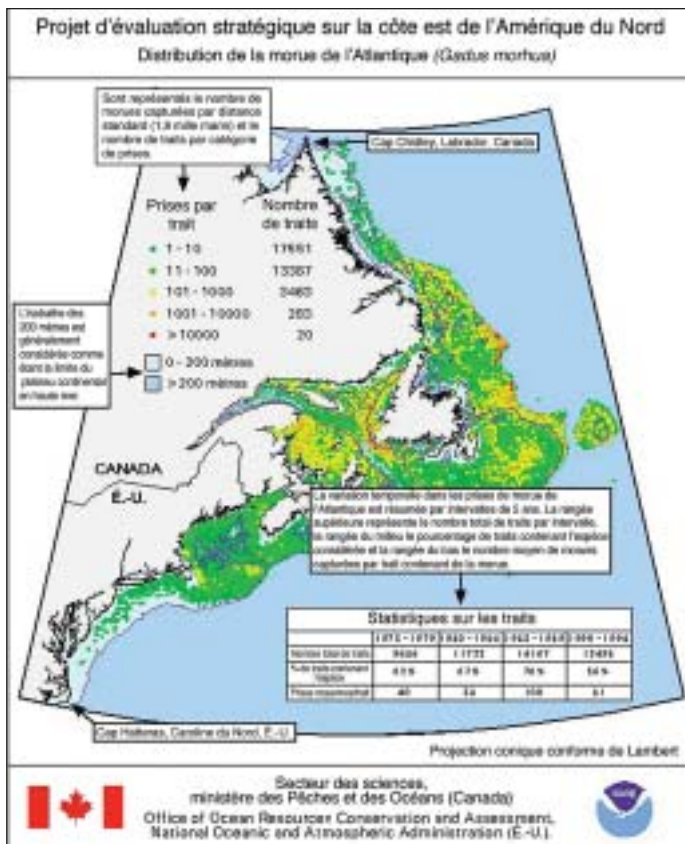 Projet d'évaluation stratégique sur la côte est de l'Amérique du Nord
Distribution de la morue de l'Atlantique (Gadus morhua)
Sont représentés le nombre de
morues capturées par distance
standard (1,8 mille marin) et le
nombre de traits par catégorie
de prises.
Cap Chidley, Labrador, Canada
Prises par trait
Nombre de traits
1 - 10
11 - 100
101 - 1000
1001 - 10000
> 10000 20
0 - 200 mètres
> 200 mètres
L'isobathe des
200 mètres est
généralement
considérée comme
étant la limite du
plateau continental
en haute mer.
CANADA
É.-U.
La variation temporelle dans les prises de morue de
l'Atlantique est résumée par intervalles de 5 ans. La rangée
supérieure représente le nombre total de traits par intervalle,
la rangée du milieu le pourcentage de traits contenant l'espèce
considérée et la rangée du bas le nombre moyen de morues
capturées par trait contenant de la morue.
Statistiques sur les traits
Nombre total de traits
% de traits contenant
l'espèce
Cap Hatteras, Caroline du Nord, É.-U.
Projection conique conforme de Lambert
Secteur des sciences,
ministère des Pêches et des Océans (Canada)
Office of Ocean Resources Conservation and Assessment,
National Oceanic and Atmospheric Administration (É.-U.).